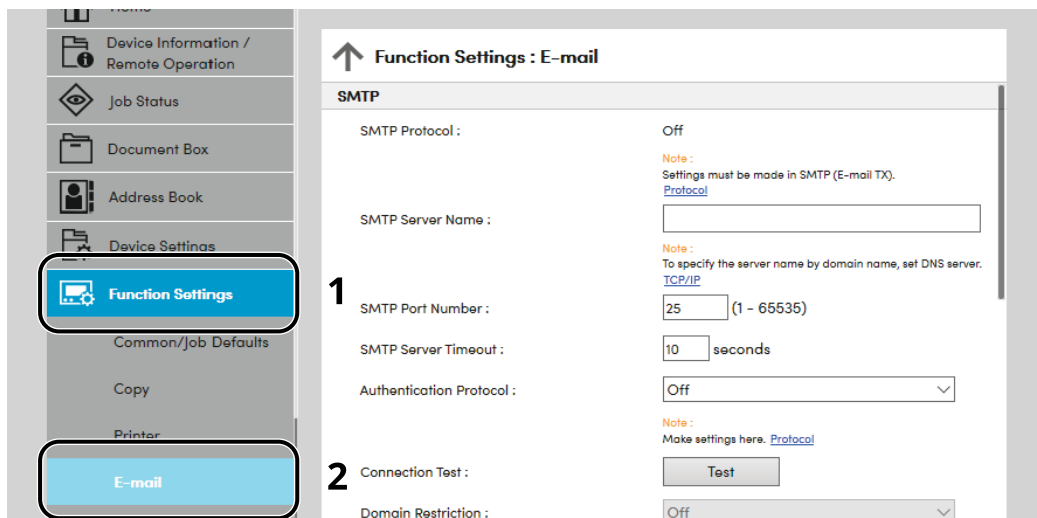 Home
Device Information /
Remote Operation
Job Status
Document Box
Address Book
Device Settings
Function Settings
1
Common/Job Defaults
Copy
Printer
E-mail
2
Function Settings : E-mail
SMTP
SMTP Protocol :
Off
Note :
Settings must be made in SMTP (E-mail TX).
Protocol
SMTP Server Name :
Note :
To specify the server name by domain name, set DNS server.
TCP/IP
SMTP Port Number :
25 (1 - 65535)
SMTP Server Timeout :
10 seconds
Authentication Protocol :
Off
Note :
Make settings here. Protocol
Connection Test :
Test
Domain Restriction :
Off